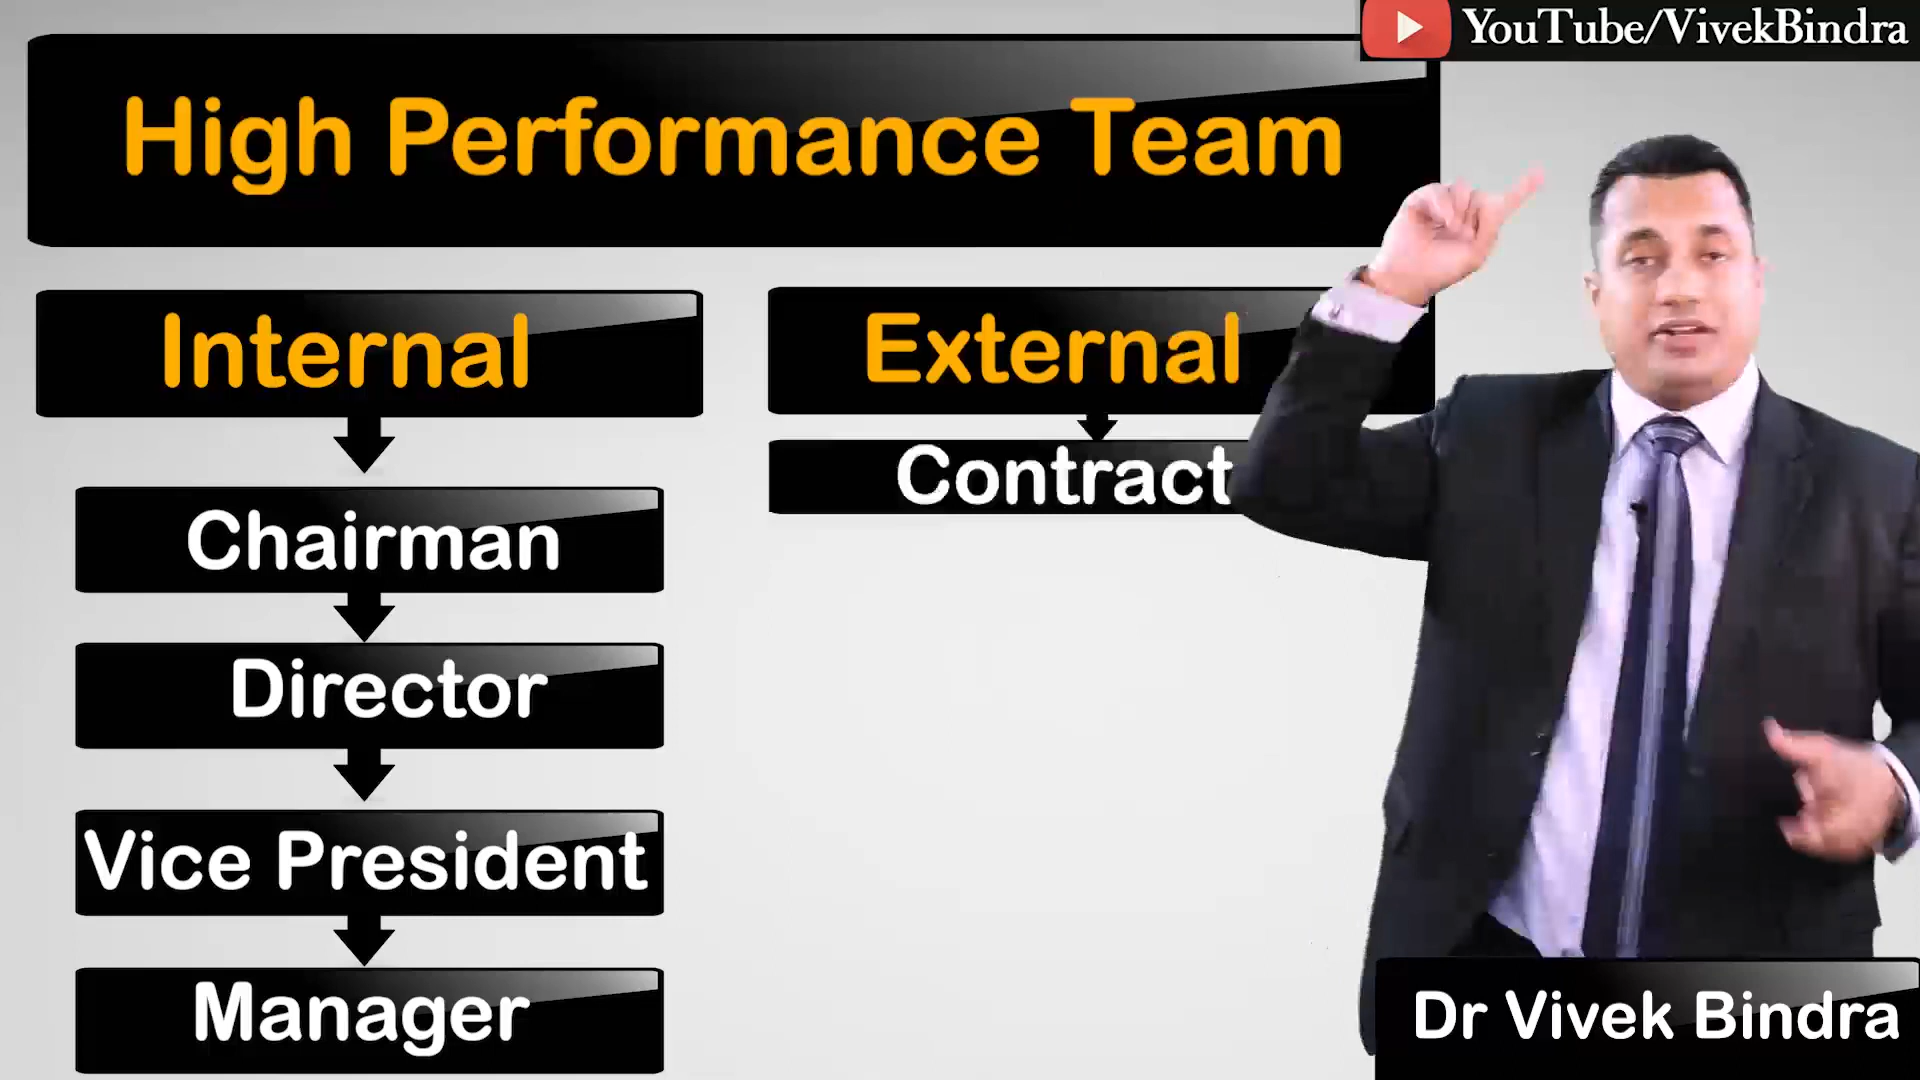 YouTube/VivekBindra
High Performance Team
Internal
External
Contract
Chairman
Director
Vice President
Manager
Dr Vivek Bindra